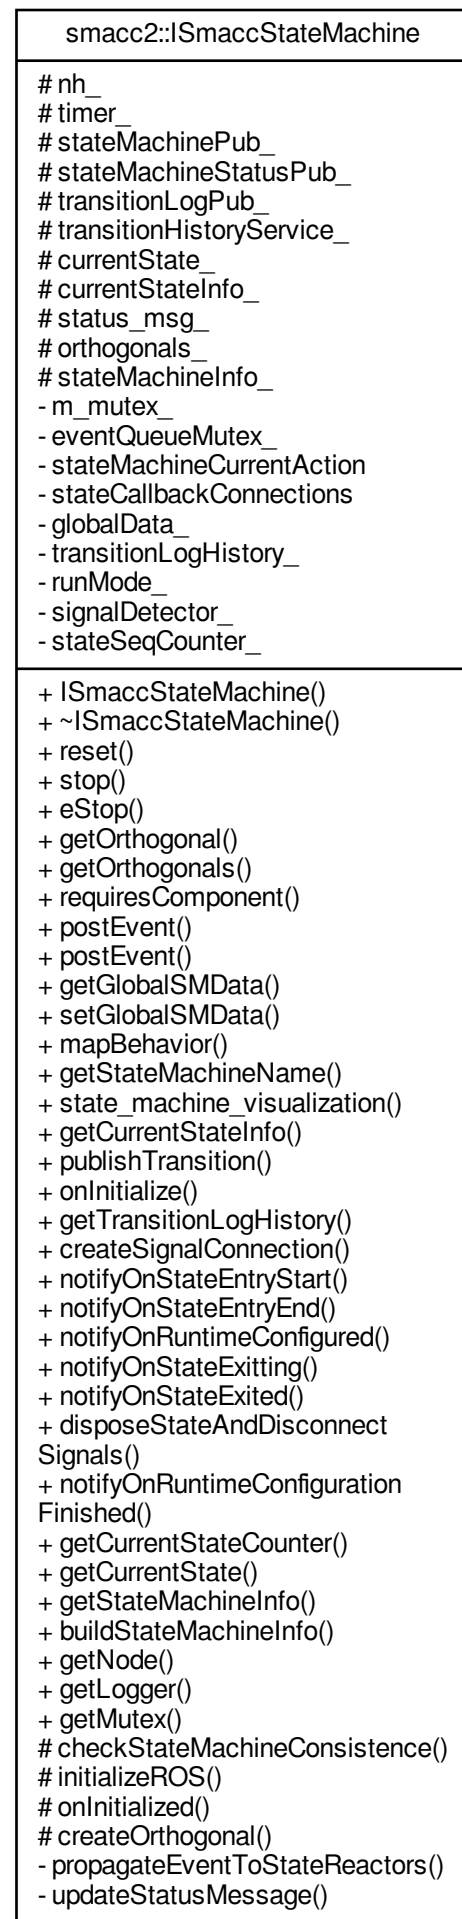 smacc2::ISmaccStateMachine
# nh_
# timer_
# stateMachinePub_
# stateMachineStatusPub_
# transitionLogPub_
# transitionHistoryService_
# currentState_
# currentStateInfo_
# status_msg_
# orthogonals_
# stateMachineInfo_
- m_mutex_
- eventQueueMutex_
- stateMachineCurrentAction
- stateCallbackConnections
- globalData_
- transitionLogHistory_
- runMode_
- signalDetector_
- stateSeqCounter_
+ ISmaccStateMachine()
+ ~ISmaccStateMachine()
+ reset()
+ stop()
+ eStop()
+ getOrthogonal()
+ getOrthogonals()
+ requiresComponent()
+ postEvent()
+ postEvent()
+ getGlobalSMData()
+ setGlobalSMData()
+ mapBehavior()
+ getStateMachineName()
+ state_machine_visualization()
+ getCurrentStateInfo()
+ publishTransition()
+ onInitialize()
+ getTransitionLogHistory()
+ createSignalConnection()
+ notifyOnStateEntryStart()
+ notifyOnStateEntryEnd()
+ notifyOnRuntimeConfigured()
+ notifyOnStateExitting()
+ notifyOnStateExited()
+ disposeStateAndDisconnect
Signals()
+ notifyOnRuntimeConfiguration
Finished()
+ getCurrentStateCounter()
+ getCurrentState()
+ getStateMachineInfo()
+ buildStateMachineInfo()
+ getNode()
+ getLogger()
+ getMutex()
# checkStateMachineConsistence()
# initializeROS()
# onInitialized()
# createOrthogonal()
- propagateEventToStateReactors()
- updateStatusMessage()